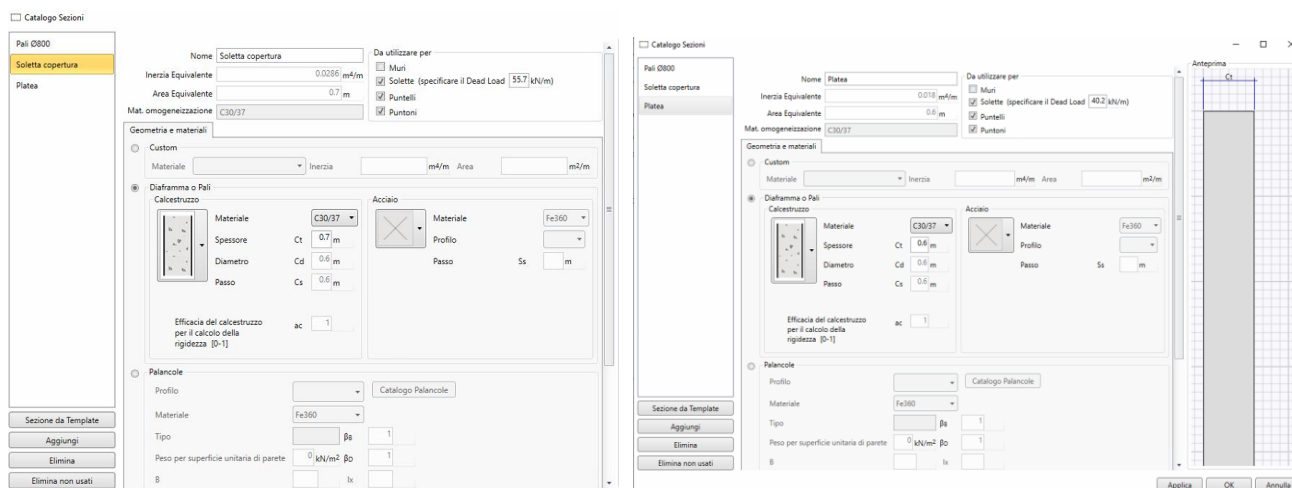 Catalogo Sezioni
Pali Ø800
Soletta copertura
Platea
Nome Soletta copertura
Inerzia Equivalente 0.0286 m4/m
Area Equivalente 0.7 m
Mat. omogeneizzazione C30/37
Da utilizzare per
Muri
Solette (specificare il Dead Load 55.7 kN/m)
Puntelli
Puntoni
Geometria e materiali
Custom
Materiale Inerzia m4/m Area m2/m
Diaframma o Pali
Calcestruzzo
Materiale C30/37
Spessore Ct 0.7 m
Diametro Cd 0.6 m
Passo Cs 0.6 m
Efficacia del calcestruzzo
per il calcolo della
rigidezza [0-1]
ac 1
Acciaio
Materiale Fe360
Profilo
Passo Ss m
Palancole
Profilo Catalogo Palancole
Materiale Fe360
Tipo βB 1
Peso per superficie unitaria di parete 0 kN/m2 βD 1
B Ix
Sezione da Template
Aggiungi
Elimina
Elimina non usati
Catalogo Sezioni
Pali Ø800
Soletta copertura
Platea
Nome Platea
Inerzia Equivalente 0.018 m4/m
Area Equivalente 0.6 m
Mat. omogeneizzazione C30/37
Da utilizzare per
Muri
Solette (specificare il Dead Load 40.2 kN/m)
Puntelli
Puntoni
Geometria e materiali
Custom
Materiale Inerzia m4/m Area m2/m
Diaframma o Pali
Calcestruzzo
Materiale C30/37
Spessore Ct 0.6 m
Diametro Cd 0.6 m
Passo Cs 0.6 m
Efficacia del calcestruzzo
per il calcolo della
rigidezza [0-1]
ac 1
Acciaio
Materiale Fe360
Profilo
Passo Ss m
Palancole
Profilo Catalogo Palancole
Materiale Fe360
Tipo βB 1
Peso per superficie unitaria di parete 0 kN/m2 βD 1
B Ix
Sezione da Template
Aggiungi
Elimina
Elimina non usati
Anteprima
Ct
Applica OK Annulla